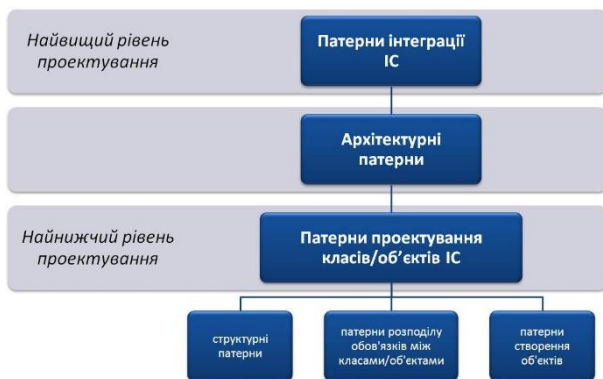 Найвищий рівень
проектування
Патерни інтеграції
ІС
Архітектурні
патерни
Найнижчий рівень
проектування
Патерни проектування
класів/об’єктів ІС
структурні
патерни
патерни розподілу
обов'язків між
класами/об'єктами
патерни
створення
об'єктів